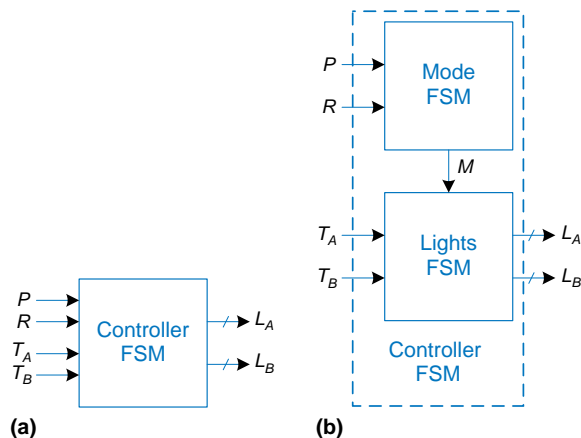 P
R
T_A
T_B
Controller
FSM
L_A
L_B
(a)
P
R
Mode
FSM
M
T_A
T_B
Lights
FSM
L_A
L_B
Controller
FSM
(b)